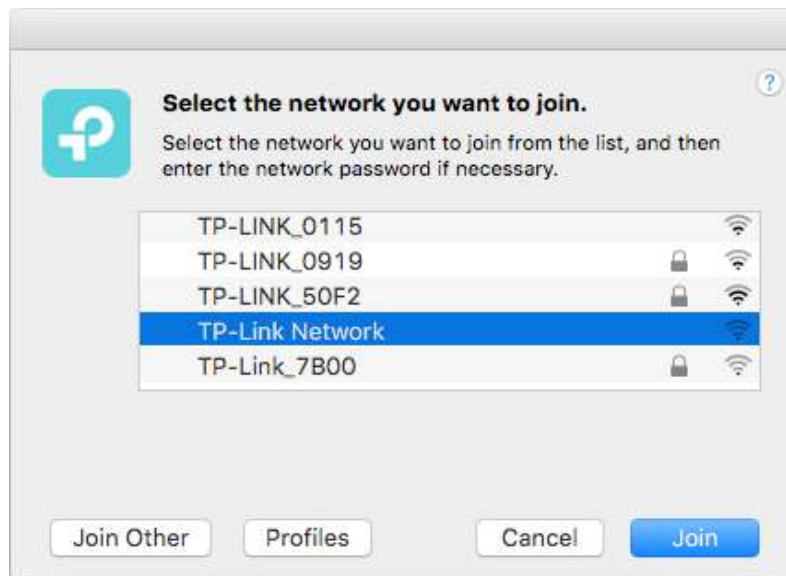 ?
Select the network you want to join.
Select the network you want to join from the list, and then
enter the network password if necessary.
TP-LINK_0115
TP-LINK_0919
TP-LINK_50F2
TP-Link Network
TP-Link_7B00
Join Other
Profiles
Cancel
Join